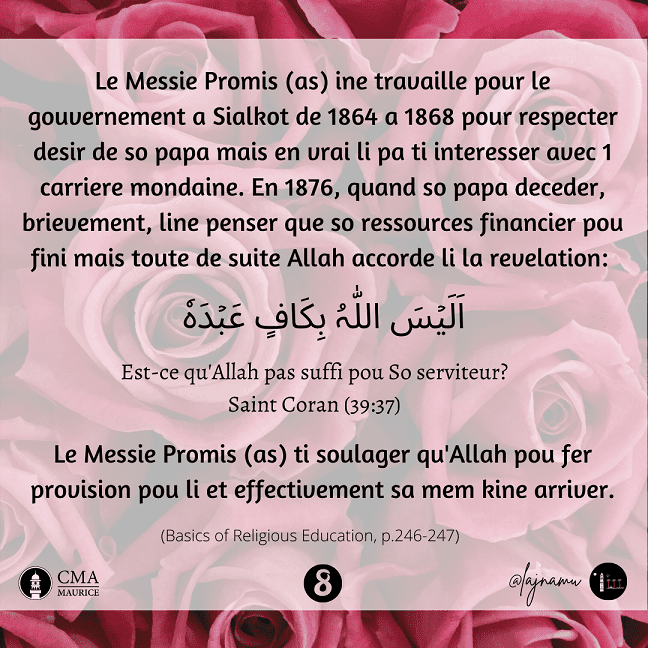 Le Messie Promis (as) ine travaille pour le
gouvernement a Sialkot de 1864 a 1868 pour respecter
desir de so papa mais en vrai li pa ti interesser avec 1
carriere mondaine. En 1876, quand so papa deceder,
brievement, line penser que so ressources financier pou
fini mais toute de suite Allah accorde li la revelation:
اَلَیۡسَ اللّٰہُ بِکَافٍ عَبۡدَہٗ
Est-ce qu'Allah pas suffi pou So serviteur?
Saint Coran (39:37)
Le Messie Promis (as) ti soulager qu'Allah pou fer
provision pou li et effectivement sa mem kine arriver.
(Basics of Religious Education, p.246-247)
CMA
MAURICE
8
@lajnamu